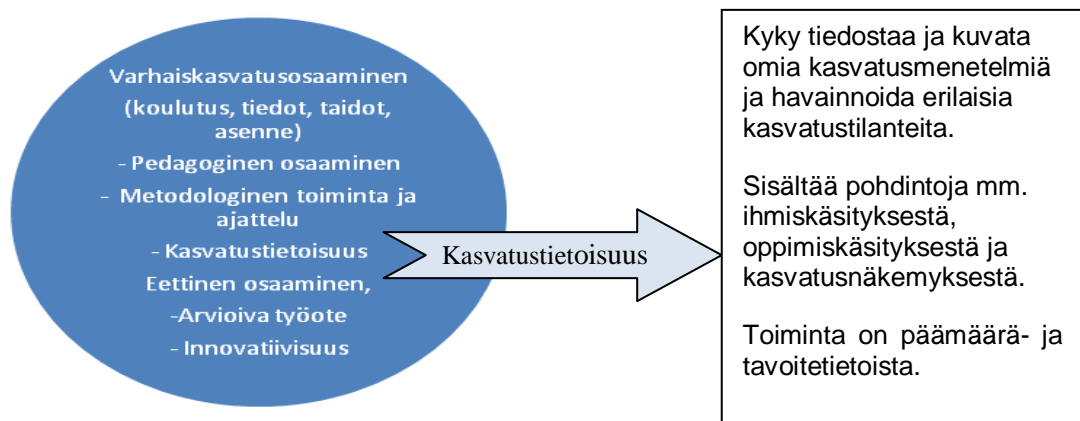 Varhaiskasvatusosaaminen
(koulutus, tiedot, taidot,
asenne)
- Pedagoginen osaaminen
- Metodologinen toiminta ja
ajattelu
- Kasvatustietoisuus
Eettinen osaaminen,
-Arvioiva työote
- Innovatiivisuus
Kasvatustietoisuus
Kyky tiedostaa ja kuvata
omia kasvatusmenetelmiä
ja havainnoida erilaisia
kasvatustilanteita.
Sisältää pohdintoja mm.
ihmiskäsityksestä,
oppimiskäsityksestä ja
kasvatusnäkemyksestä.
Toiminta on päämäärä- ja
tavoitetietoista.